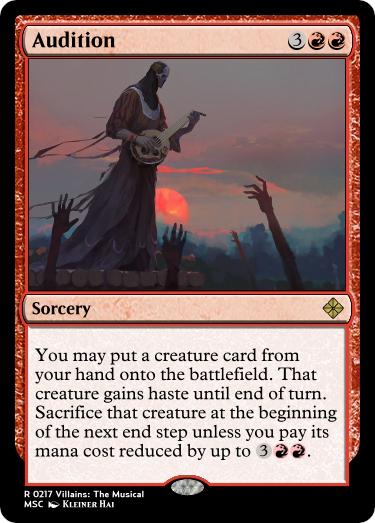 Audition 3
Sorcery
You may put a creature card from
your hand onto the battlefield. That
creature gains haste until end of turn.
Sacrifice that creature at the beginning
of the next end step unless you pay its
mana cost reduced by up to 3.
R 0217 Villains: The Musical
MSC Kleiner Hai